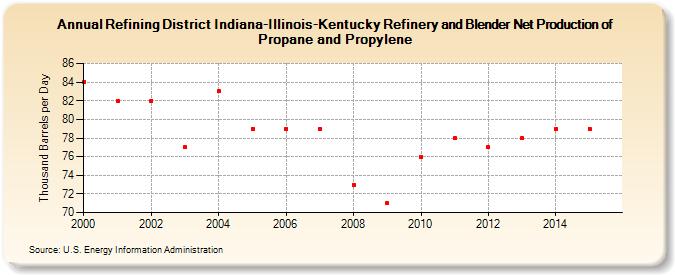 Annual Refining District Indiana-Illinois-Kentucky Refinery and Blender Net Production of
Propane and Propylene
Thousand Barrels per Day
86
84
82
80
78
76
74
72
70
2000 2002 2004 2006 2008 2010 2012 2014
Source: U.S. Energy Information Administration